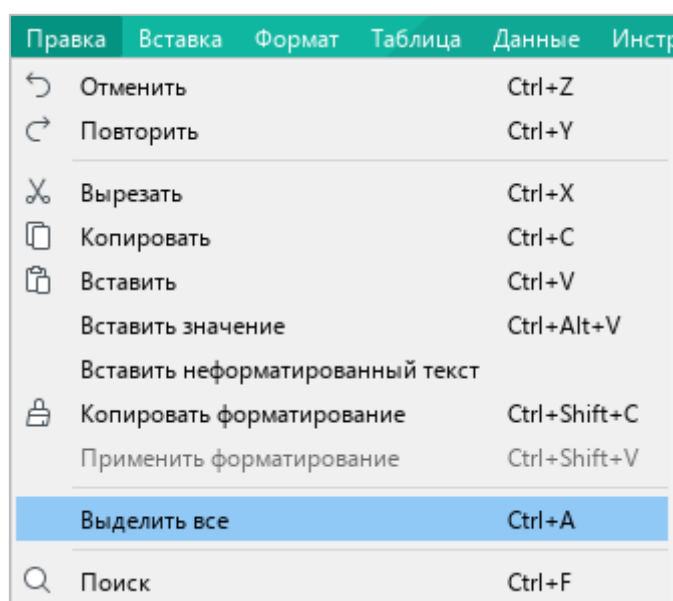 Правка Вставка Формат Таблица Данные Инстр
Отменить Ctrl+Z
Повторить Ctrl+Y
Вырезать Ctrl+X
Копировать Ctrl+C
Вставить Ctrl+V
Вставить значение Ctrl+Alt+V
Вставить неформатированный текст
Копировать форматирование Ctrl+Shift+C
Применить форматирование Ctrl+Shift+V
Выделить все Ctrl+A
Поиск Ctrl+F